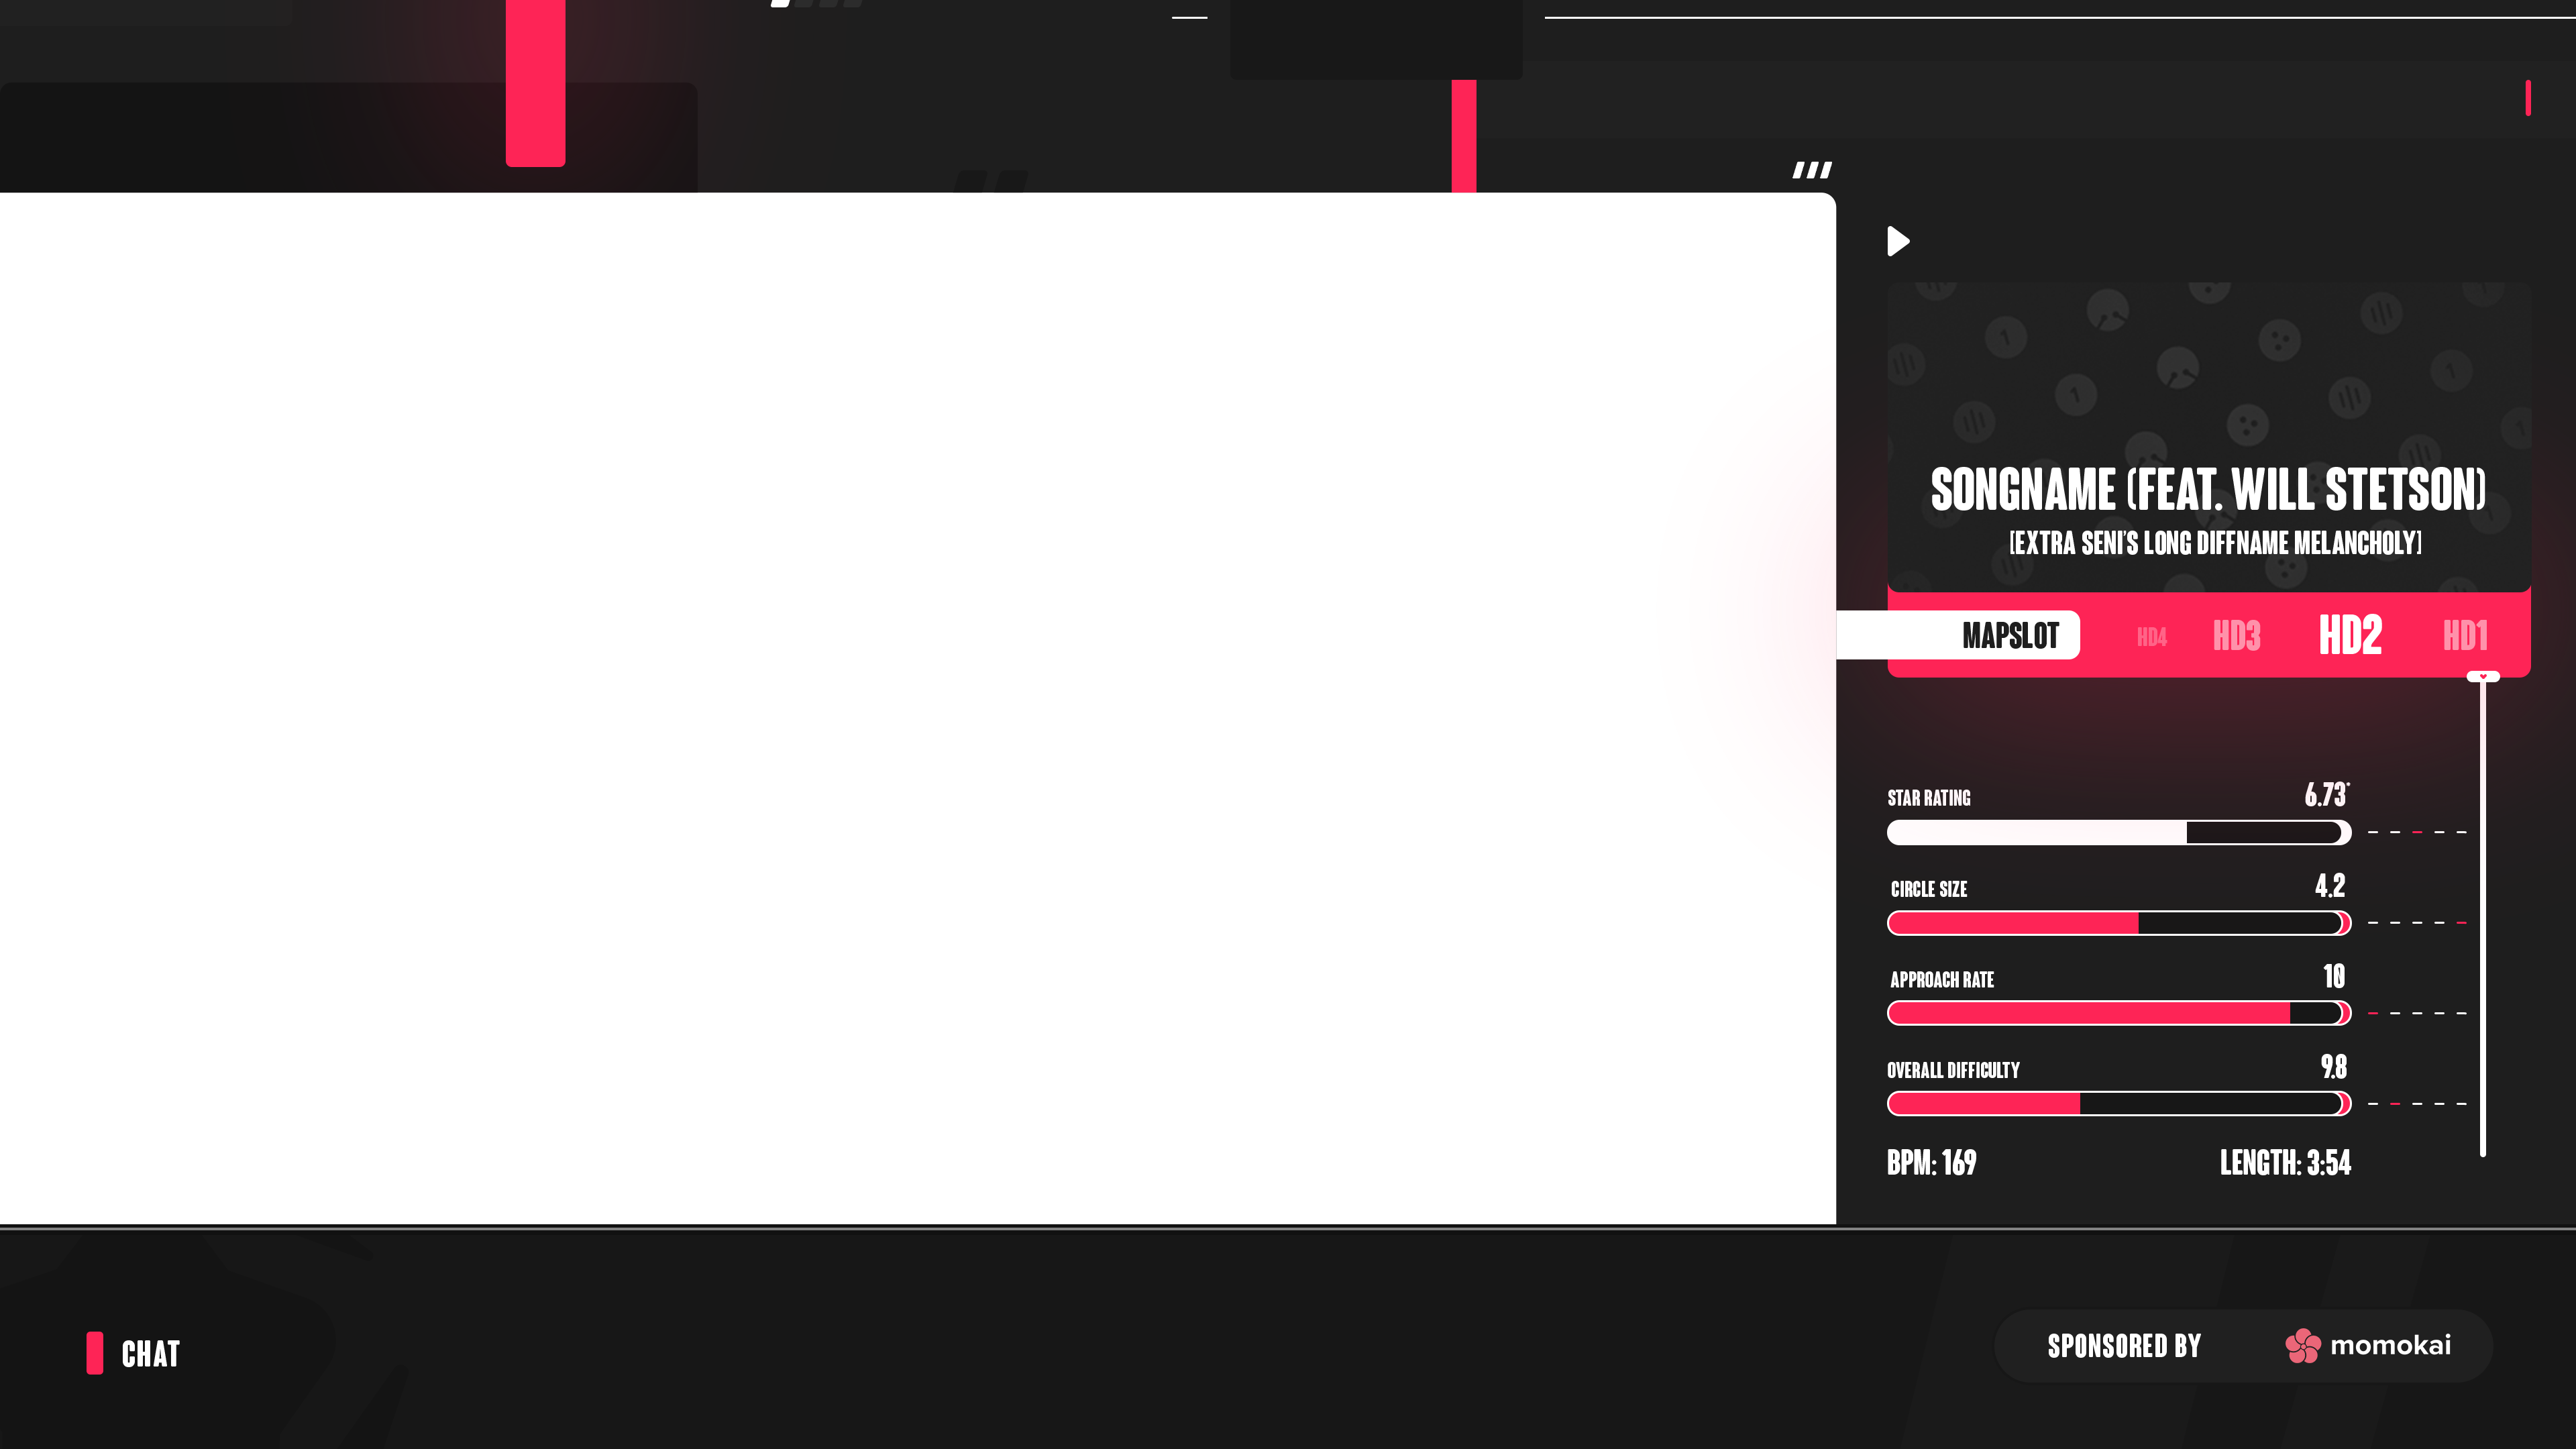 SONGNAME (FEAT. WILL STETSON)
[EXTRA SENI'S LONG DIFFNAME MELANCHOLY]
MAPSLOT HD4 HD3 HD2 HD1
STAR RATING 6.73*
CIRCLE SIZE 4.2
APPROACH RATE 10
OVERALL DIFFICULTY 9.8
BPM: 169 LENGTH: 3:54
CHAT
SPONSORED BY momokai